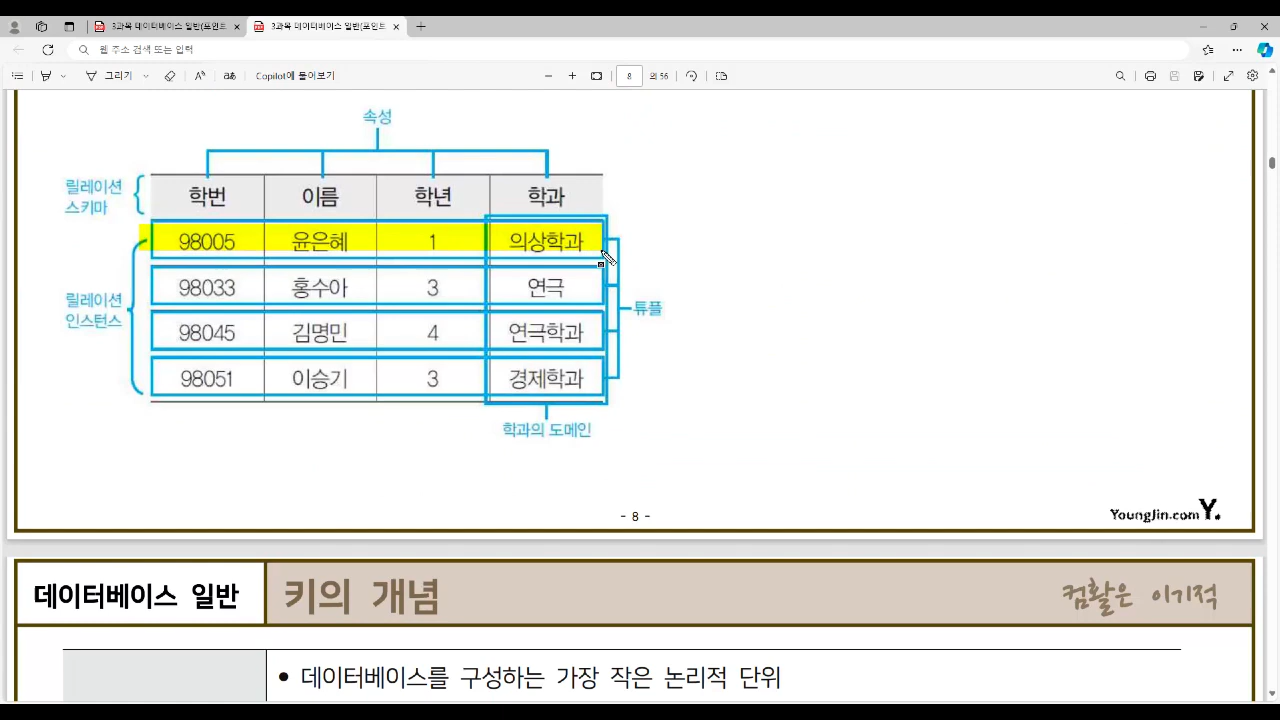 3과목 데이터베이스 일반(포인트
3과목 데이터베이스 일반(포인트
웹 주소 검색 또는 입력
그리기
Copilot에 물어보기
8 의 56
속성
릴레이션
스키마
학번 이름 학년 학과
98005 윤은혜 1 의상학과
98033 홍수아 3 연극
98045 김명민 4 연극학과
98051 이승기 3 경제학과
릴레이션
인스턴스
튜플
학과의 도메인
- 8 -
YoungJin.com Y.
데이터베이스 일반
키의 개념
컴활은 이기적
• 데이터베이스를 구성하는 가장 작은 논리적 단위